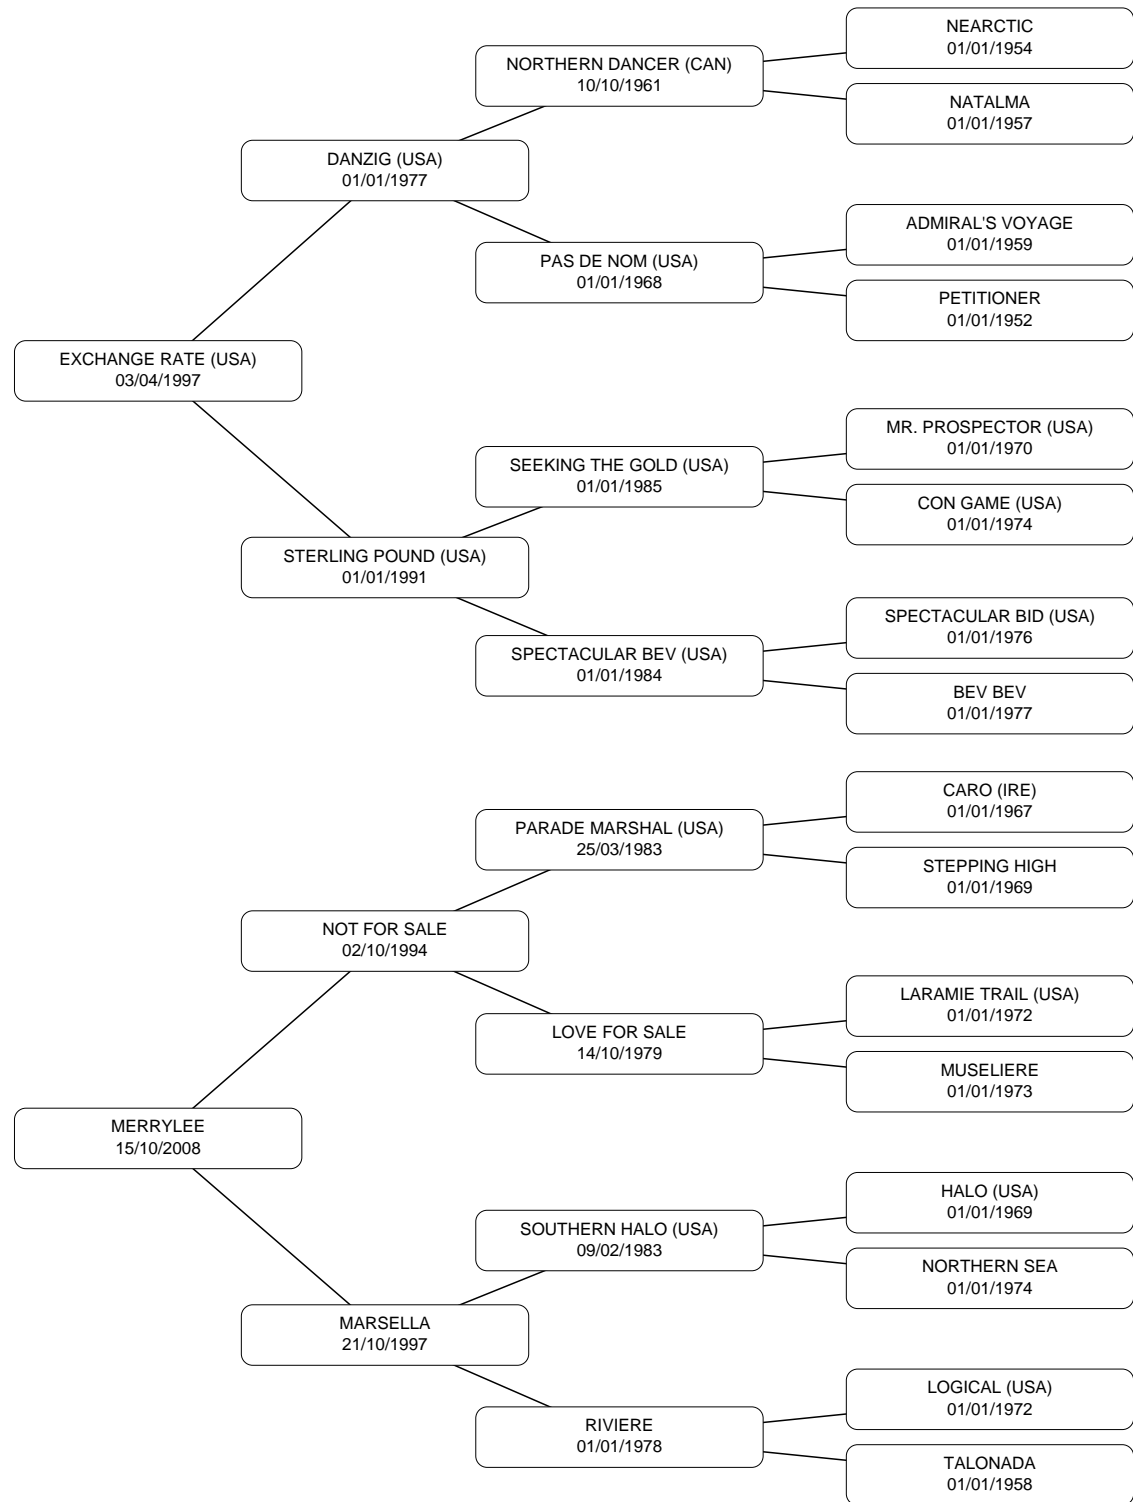 NEARCTIC
01/01/1954
NORTHERN DANCER (CAN)
10/10/1961
NATALMA
01/01/1957
DANZIG (USA)
01/01/1977
ADMIRAL'S VOYAGE
01/01/1959
PAS DE NOM (USA)
01/01/1968
PETITIONER
01/01/1952
EXCHANGE RATE (USA)
03/04/1997
MR. PROSPECTOR (USA)
01/01/1970
SEEKING THE GOLD (USA)
01/01/1985
CON GAME (USA)
01/01/1974
STERLING POUND (USA)
01/01/1991
SPECTACULAR BID (USA)
01/01/1976
SPECTACULAR BEV (USA)
01/01/1984
BEV BEV
01/01/1977
CARO (IRE)
01/01/1967
PARADE MARSHAL (USA)
25/03/1983
STEPPING HIGH
01/01/1969
NOT FOR SALE
02/10/1994
LARAMIE TRAIL (USA)
01/01/1972
LOVE FOR SALE
14/10/1979
MUSELIERE
01/01/1973
MERRYLEE
15/10/2008
HALO (USA)
01/01/1969
SOUTHERN HALO (USA)
09/02/1983
NORTHERN SEA
01/01/1974
MARSELLA
21/10/1997
LOGICAL (USA)
01/01/1972
RIVIERE
01/01/1978
TALONADA
01/01/1958